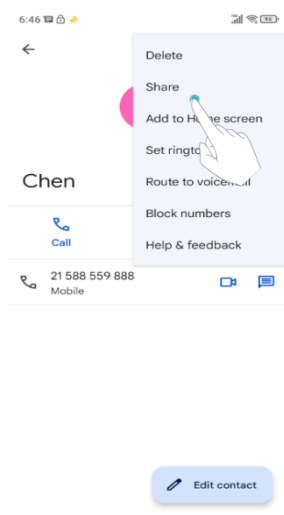 6:46
Delete
Share
Add to Home screen
Chen
Route to voicemail
Block numbers
Call
Help & feedback
21 588 559 888
Mobile
Edit contact